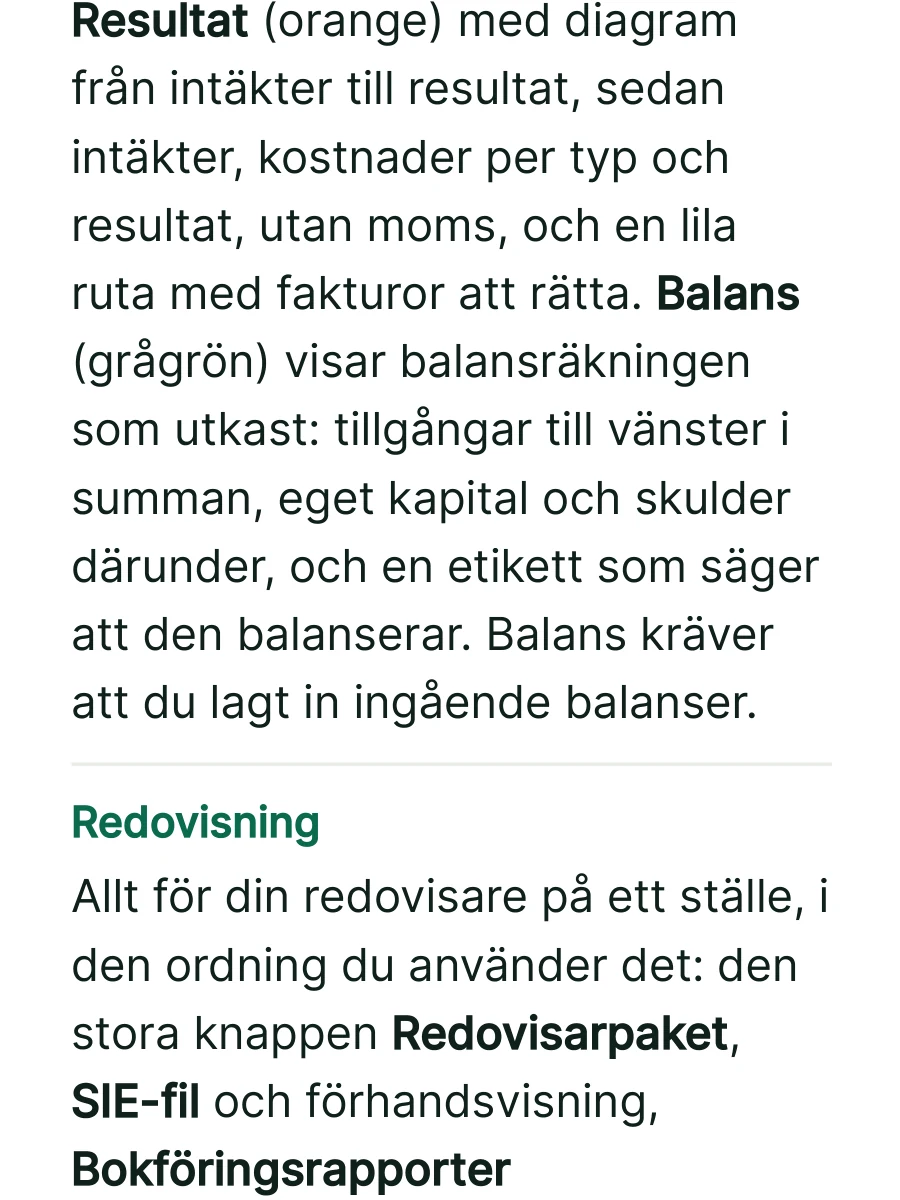 Resultat (orange) med diagram
från intäkter till resultat, sedan
intäkter, kostnader per typ och
resultat, utan moms, och en lila
ruta med fakturor att rätta. Balans
(grågrön) visar balansräkningen
som utkast: tillgångar till vänster i
summan, eget kapital och skulder
därunder, och en etikett som säger
att den balanserar. Balans kräver
att du lagt in ingående balanser.
Redovisning
Allt för din redovisare på ett ställe, i
den ordning du använder det: den
stora knappen Redovisarpaket,
SIE-fil och förhandsvisning,
Bokföringsrapporter